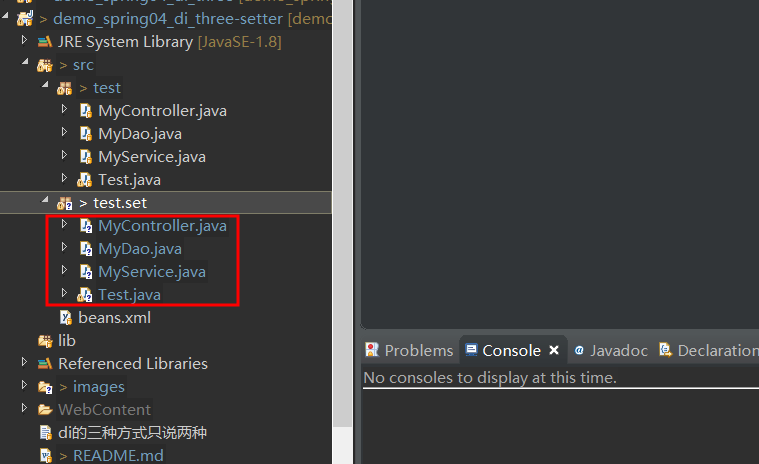 demo_spring04_di_three [demo_spring
> demo_spring04_di_three-setter [demo
JRE System Library [JavaSE-1.8]
> src
> test
MyController.java
MyDao.java
MyService.java
Test.java
> test.set
MyController.java
MyDao.java
MyService.java
Test.java
beans.xml
lib
Referenced Libraries
> images
WebContent
di的三种方式只说两种
> README.md
Problems Console Javadoc Declaration
No consoles to display at this time.